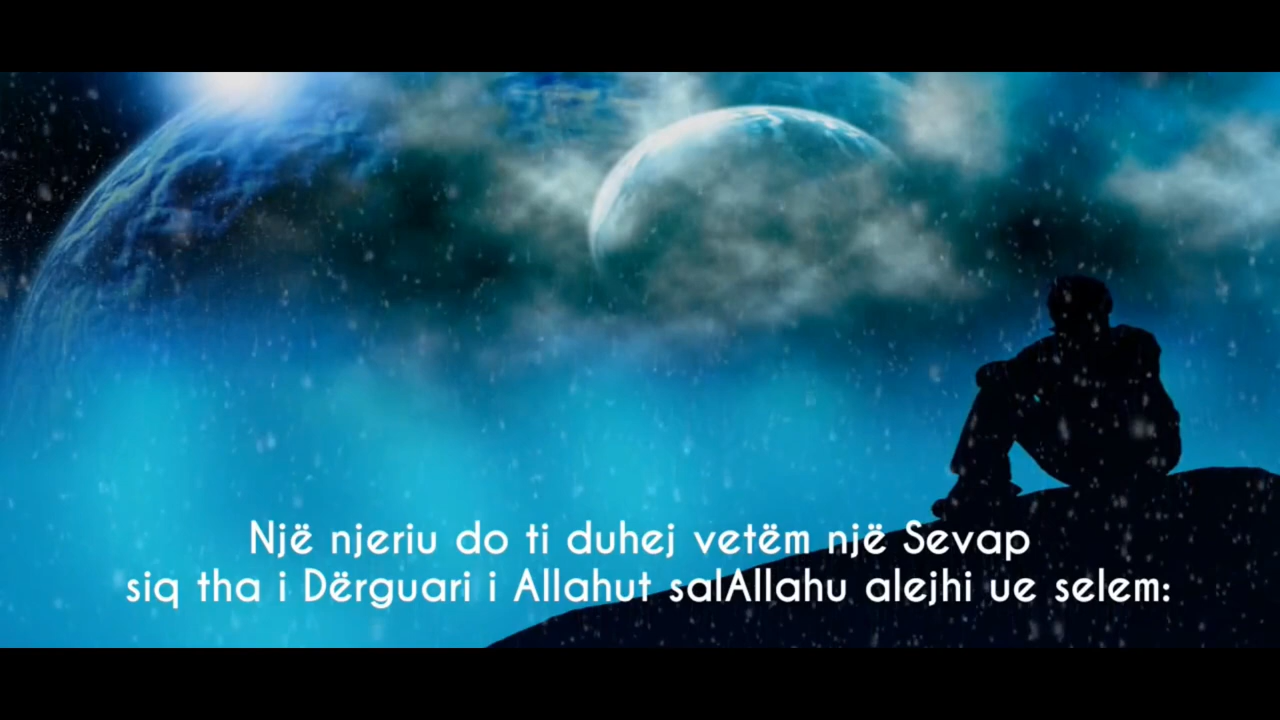 Një njeriu do ti duhej vetëm një Sevap
siq tha i Dërguari i Allahut salAllahu alejhi ue selem: